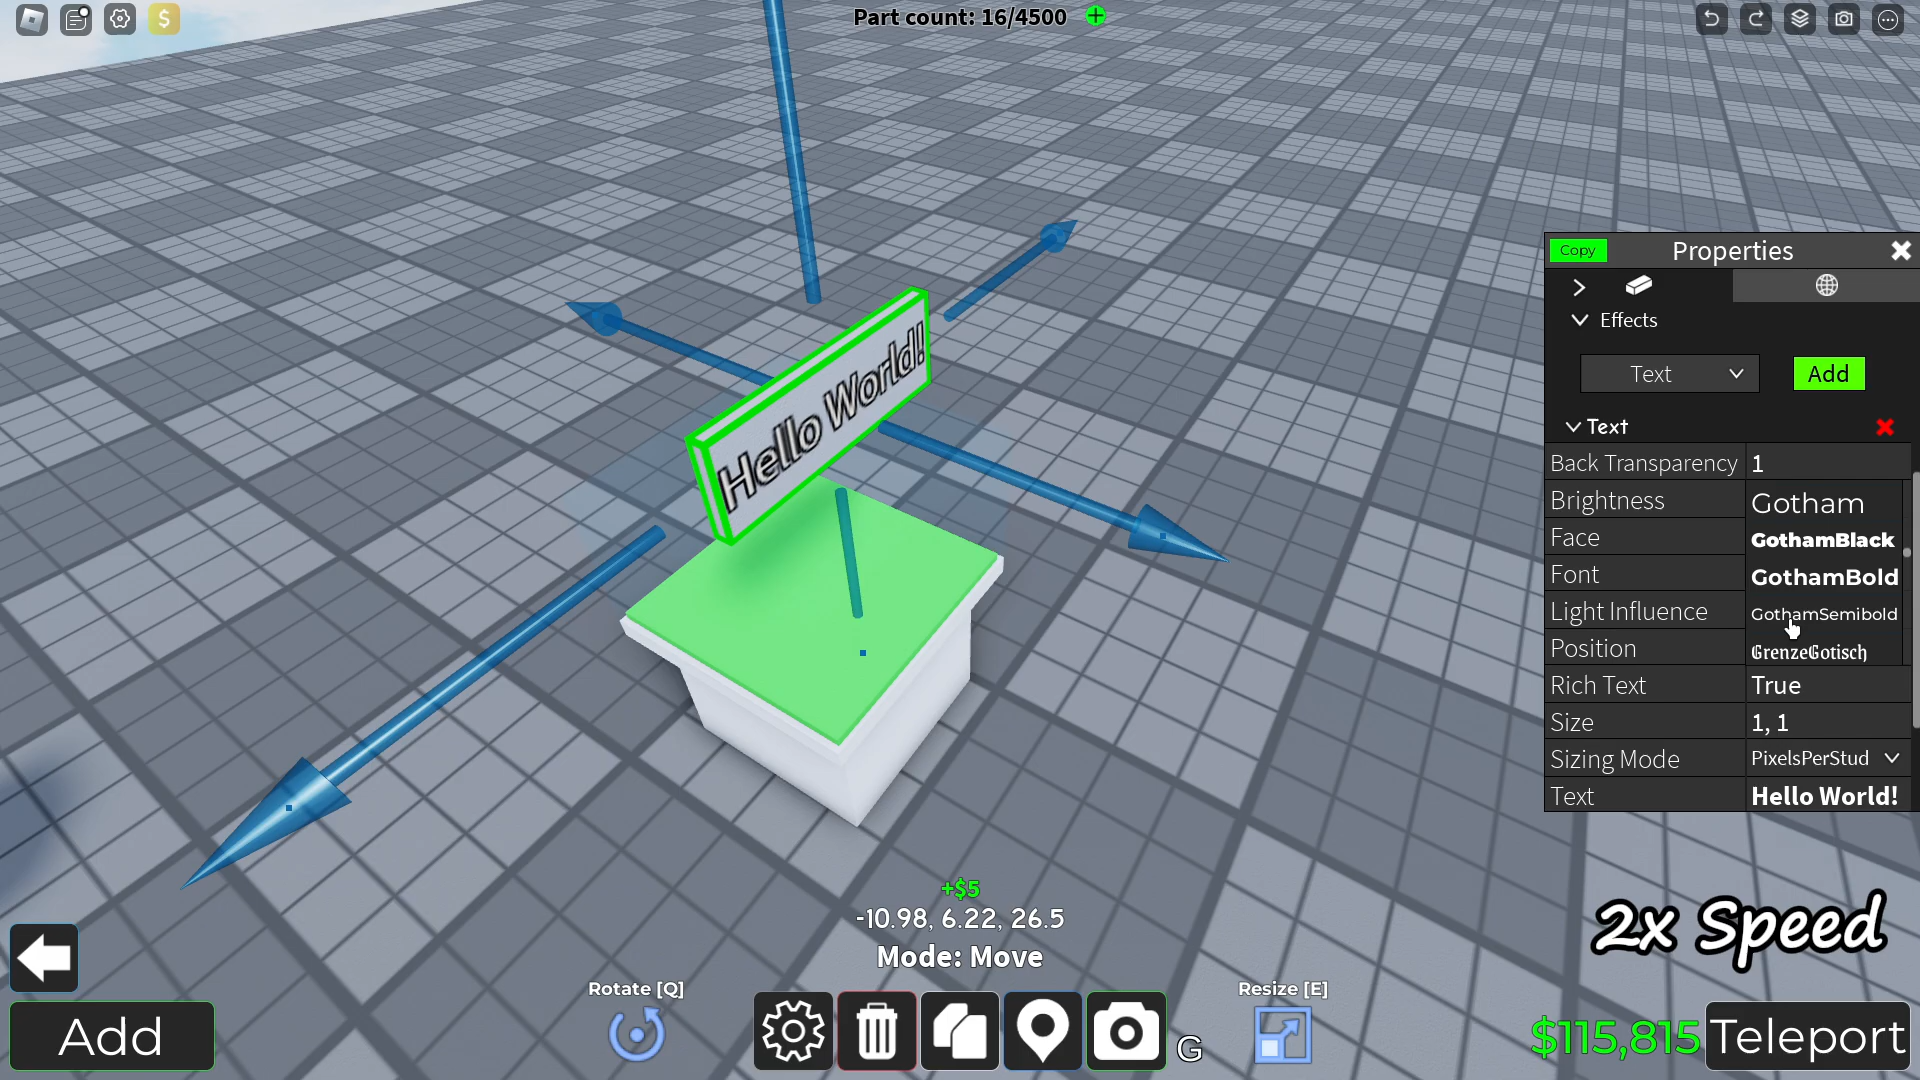 Part count: 16/4500
Copy
Properties
Effects
Text
Add
Text
Back Transparency 1
Brightness
Gotham
Face
GothamBlack
Font
GothamBold
Light Influence
GothamSemibold
Position
GrenzeGotisch
Rich Text True
Size 1, 1
Sizing Mode PixelsPerStud
Text Hello World!
Hello World!
+$5
-10.98, 6.22, 26.5
Mode: Move
2x Speed
Rotate [Q]
Resize [E]
Add
G
$115,815
Teleport